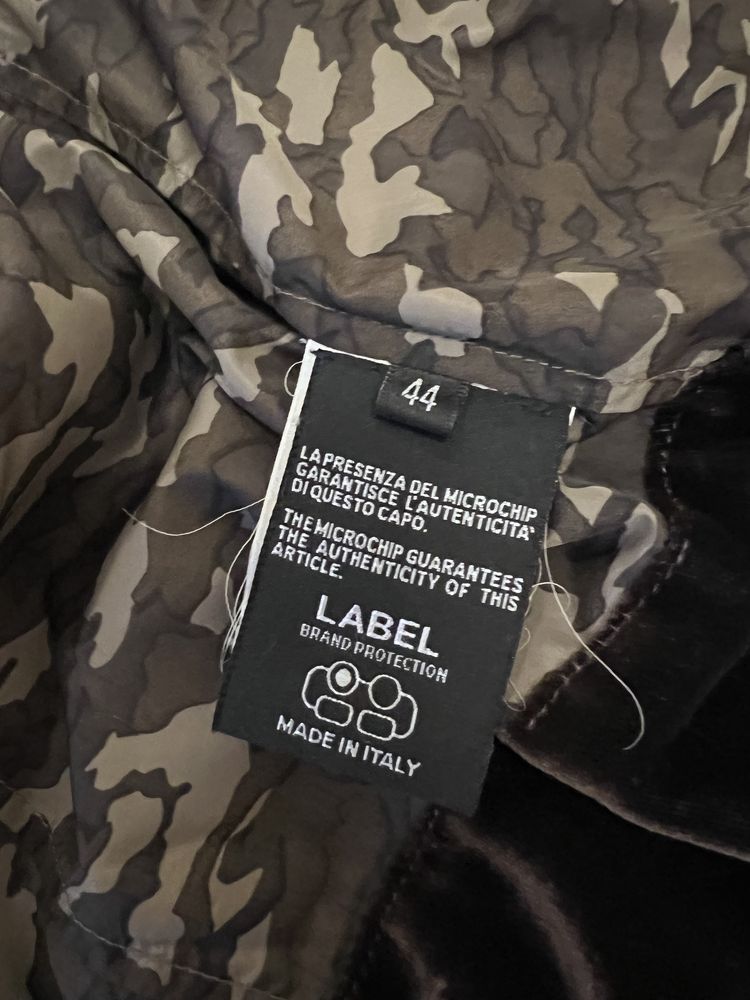 44
LA PRESENZA DEL MICROCHIP
GARANTISCE L'AUTENTICITA'
DI QUESTO CAPO.
THE MICROCHIP GUARANTEES
THE AUTHENTICITY OF THIS
ARTICLE.
LABEL
BRAND PROTECTION
MADE IN ITALY